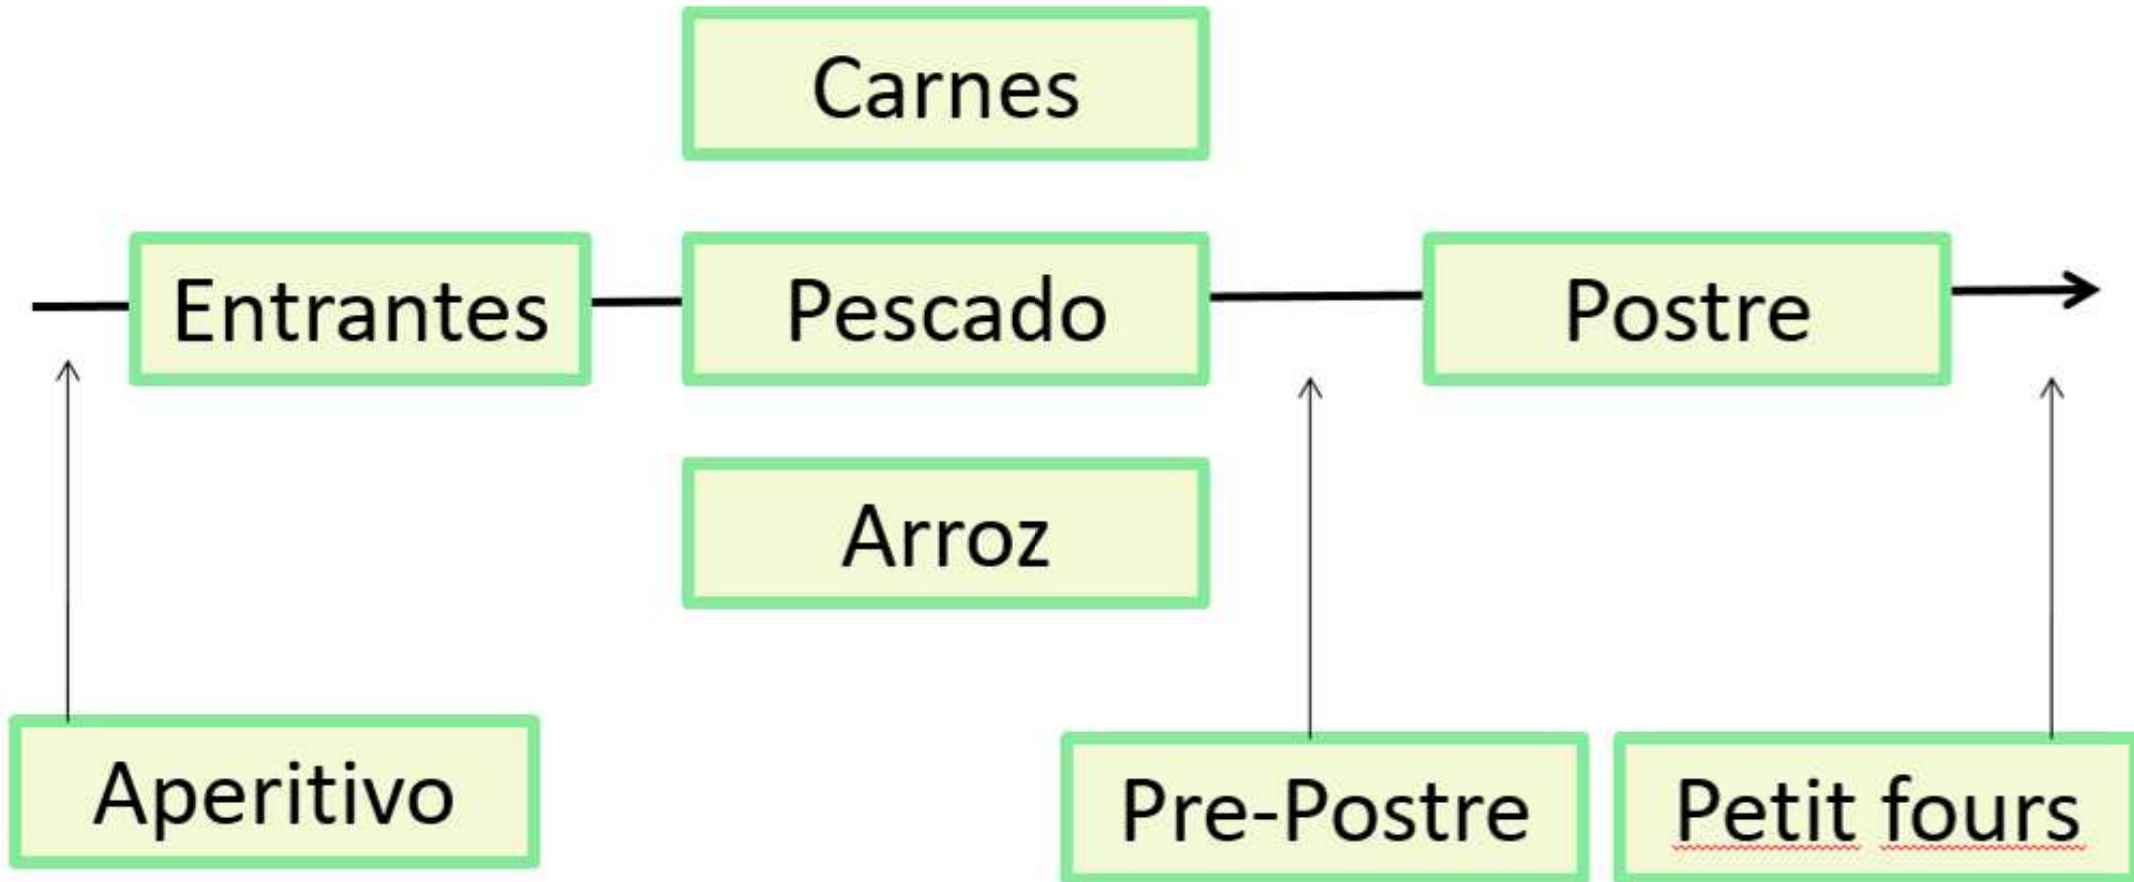 Carnes
Entrantes
Pescado
Postre
Arroz
Aperitivo
Pre-Postre
Petit fours